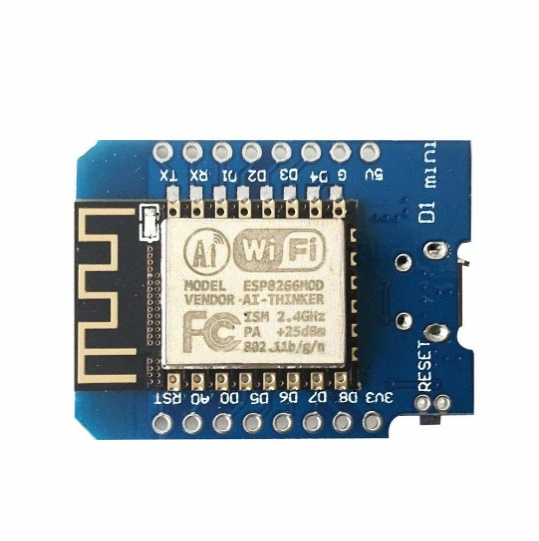 TX RX D1 D2 D3 D4 G 5V
D1 mini
Ai WiFi
MODEL ESP8266MOD
VENDOR AI-THINKER
FC ISM 2.4GHz
PA +25dBm
802.11b/g/n
RESET
RST A0 D0 D5 D6 D7 D8 3V3